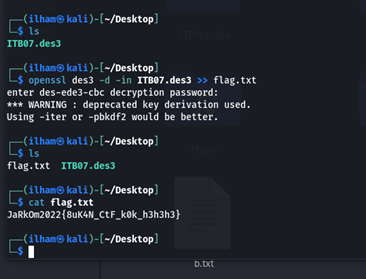 ┌──(ilham㉿kali)-[~/Desktop]
└─$ ls
ITB07.des3
┌──(ilham㉿kali)-[~/Desktop]
└─$ openssl des3 -d -in ITB07.des3 >> flag.txt
enter des-ede3-cbc decryption password:
*** WARNING : deprecated key derivation used.
Using -iter or -pbkdf2 would be better.
┌──(ilham㉿kali)-[~/Desktop]
└─$ ls
flag.txt  ITB07.des3
┌──(ilham㉿kali)-[~/Desktop]
└─$ cat flag.txt
JaRkOm2022{8uK4N_CtF_k0k_h3h3h3}
┌──(ilham㉿kali)-[~/Desktop]
└─$
b.txt